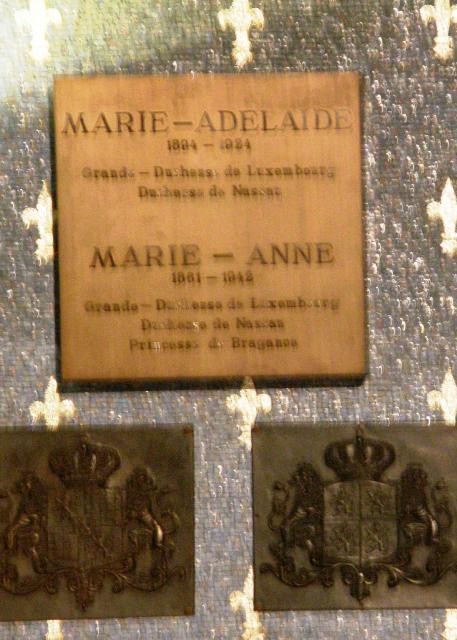 MARIE-ADELAIDE
1894-1924
Grande-Duchesse de Luxembourg
Duchesse de Nassau
MARIE-ANNE
1861-1942
Grande-Duchesse de Luxembourg
Duchesse de Nassau
Princesse de Bragance